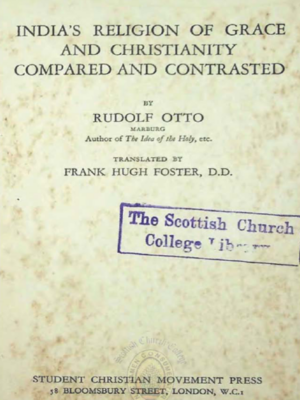 INDIA'S RELIGION OF GRACE
AND CHRISTIANITY
COMPARED AND CONTRASTED
BY
RUDOLF OTTO
MARBURG
Author of The Idea of the Holy, etc.
TRANSLATED BY
FRANK HUGH FOSTER, D.D.
The Scottish Church
College
STUDENT CHRISTIAN MOVEMENT PRESS
58 BLOOMSBURY STREET, LONDON, W.C.1